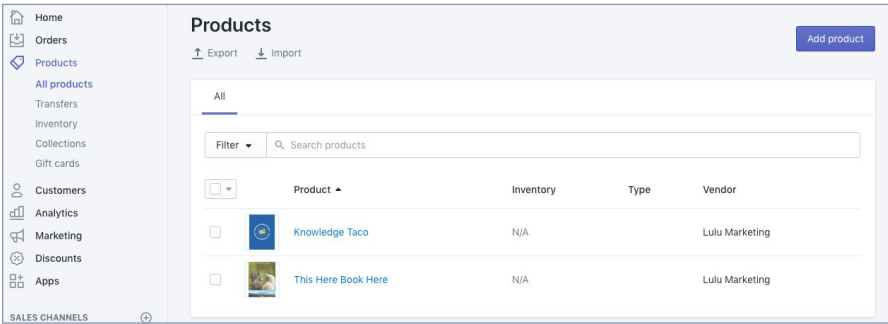 Home
Orders
Products
All products
Transfers
Inventory
Collections
Gift cards
Customers
Analytics
Marketing
Discounts
Apps
SALES CHANNELS
Products
Export Import
Add product
All
Filter Search products
Product Inventory Type Vendor
Knowledge Taco N/A Lulu Marketing
This Here Book Here N/A Lulu Marketing